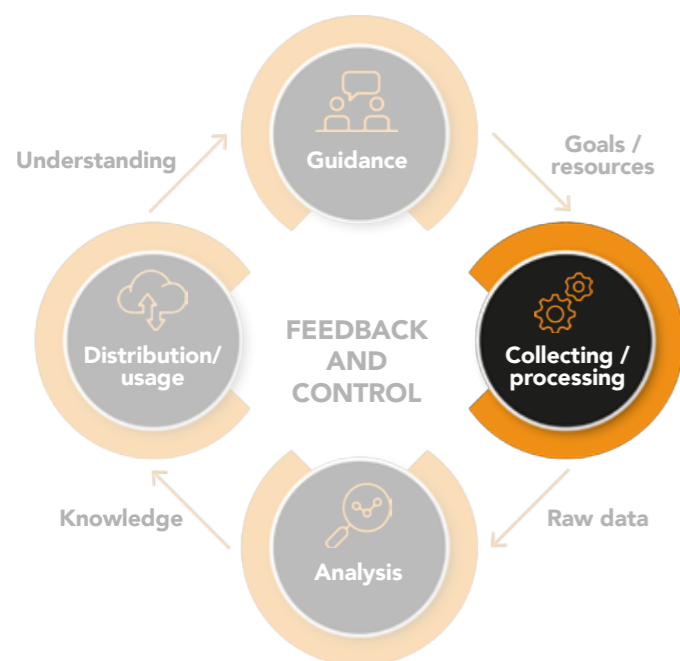 Guidance
Understanding
Goals /
resources
Distribution/
usage
FEEDBACK
AND
CONTROL
Collecting /
processing
Knowledge
Raw data
Analysis